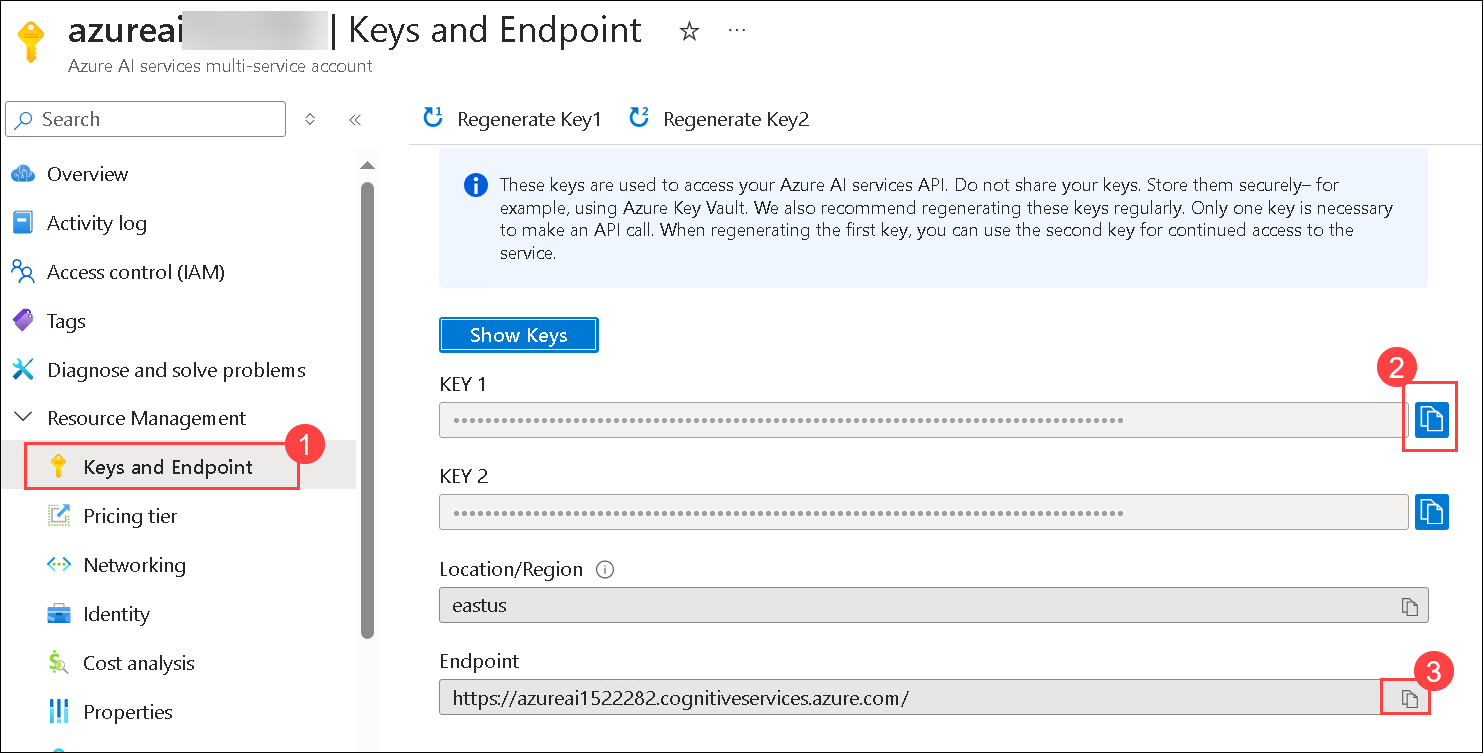 azureai | Keys and Endpoint
Azure AI services multi-service account
Search
Regenerate Key1
Regenerate Key2
Overview
Activity log
Access control (IAM)
Tags
Diagnose and solve problems
Resource Management
Keys and Endpoint
1
Pricing tier
Networking
Identity
Cost analysis
Properties
These keys are used to access your Azure AI services API. Do not share your keys. Store them securely– for
example, using Azure Key Vault. We also recommend regenerating these keys regularly. Only one key is necessary
to make an API call. When regenerating the first key, you can use the second key for continued access to the
service.
Show Keys
KEY 1
2
••••••••••••••••••••••••••••••••••••••••••••••••••••••••••••••••••••••••••••••••••••
KEY 2
••••••••••••••••••••••••••••••••••••••••••••••••••••••••••••••••••••••••••••••••••••
Location/Region
eastus
Endpoint
3
https://azureai1522282.cognitiveservices.azure.com/